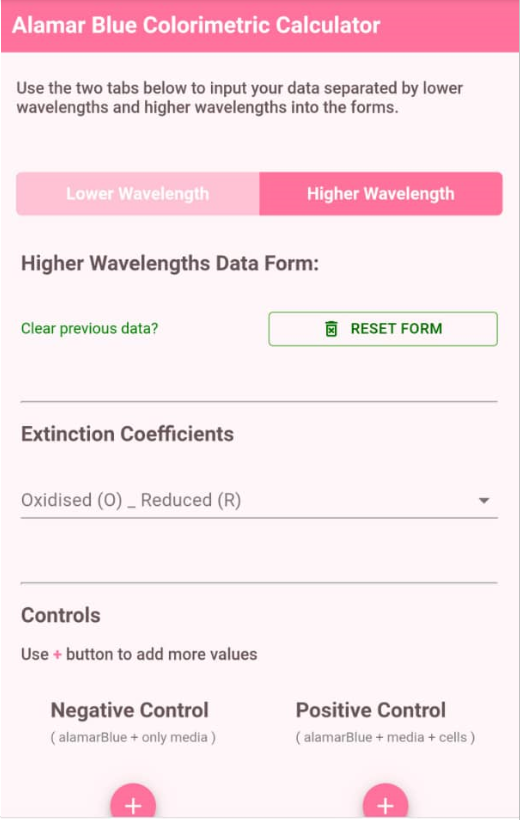 Alamar Blue Colorimetric Calculator
Use the two tabs below to input your data separated by lower
wavelengths and higher wavelengths into the forms.
Lower Wavelength
Higher Wavelength
Higher Wavelengths Data Form:
Clear previous data?
RESET FORM
Extinction Coefficients
Oxidised (O) _ Reduced (R)
Controls
Use + button to add more values
Negative Control
Positive Control
( alamarBlue + only media )
( alamarBlue + media + cells )
+
+